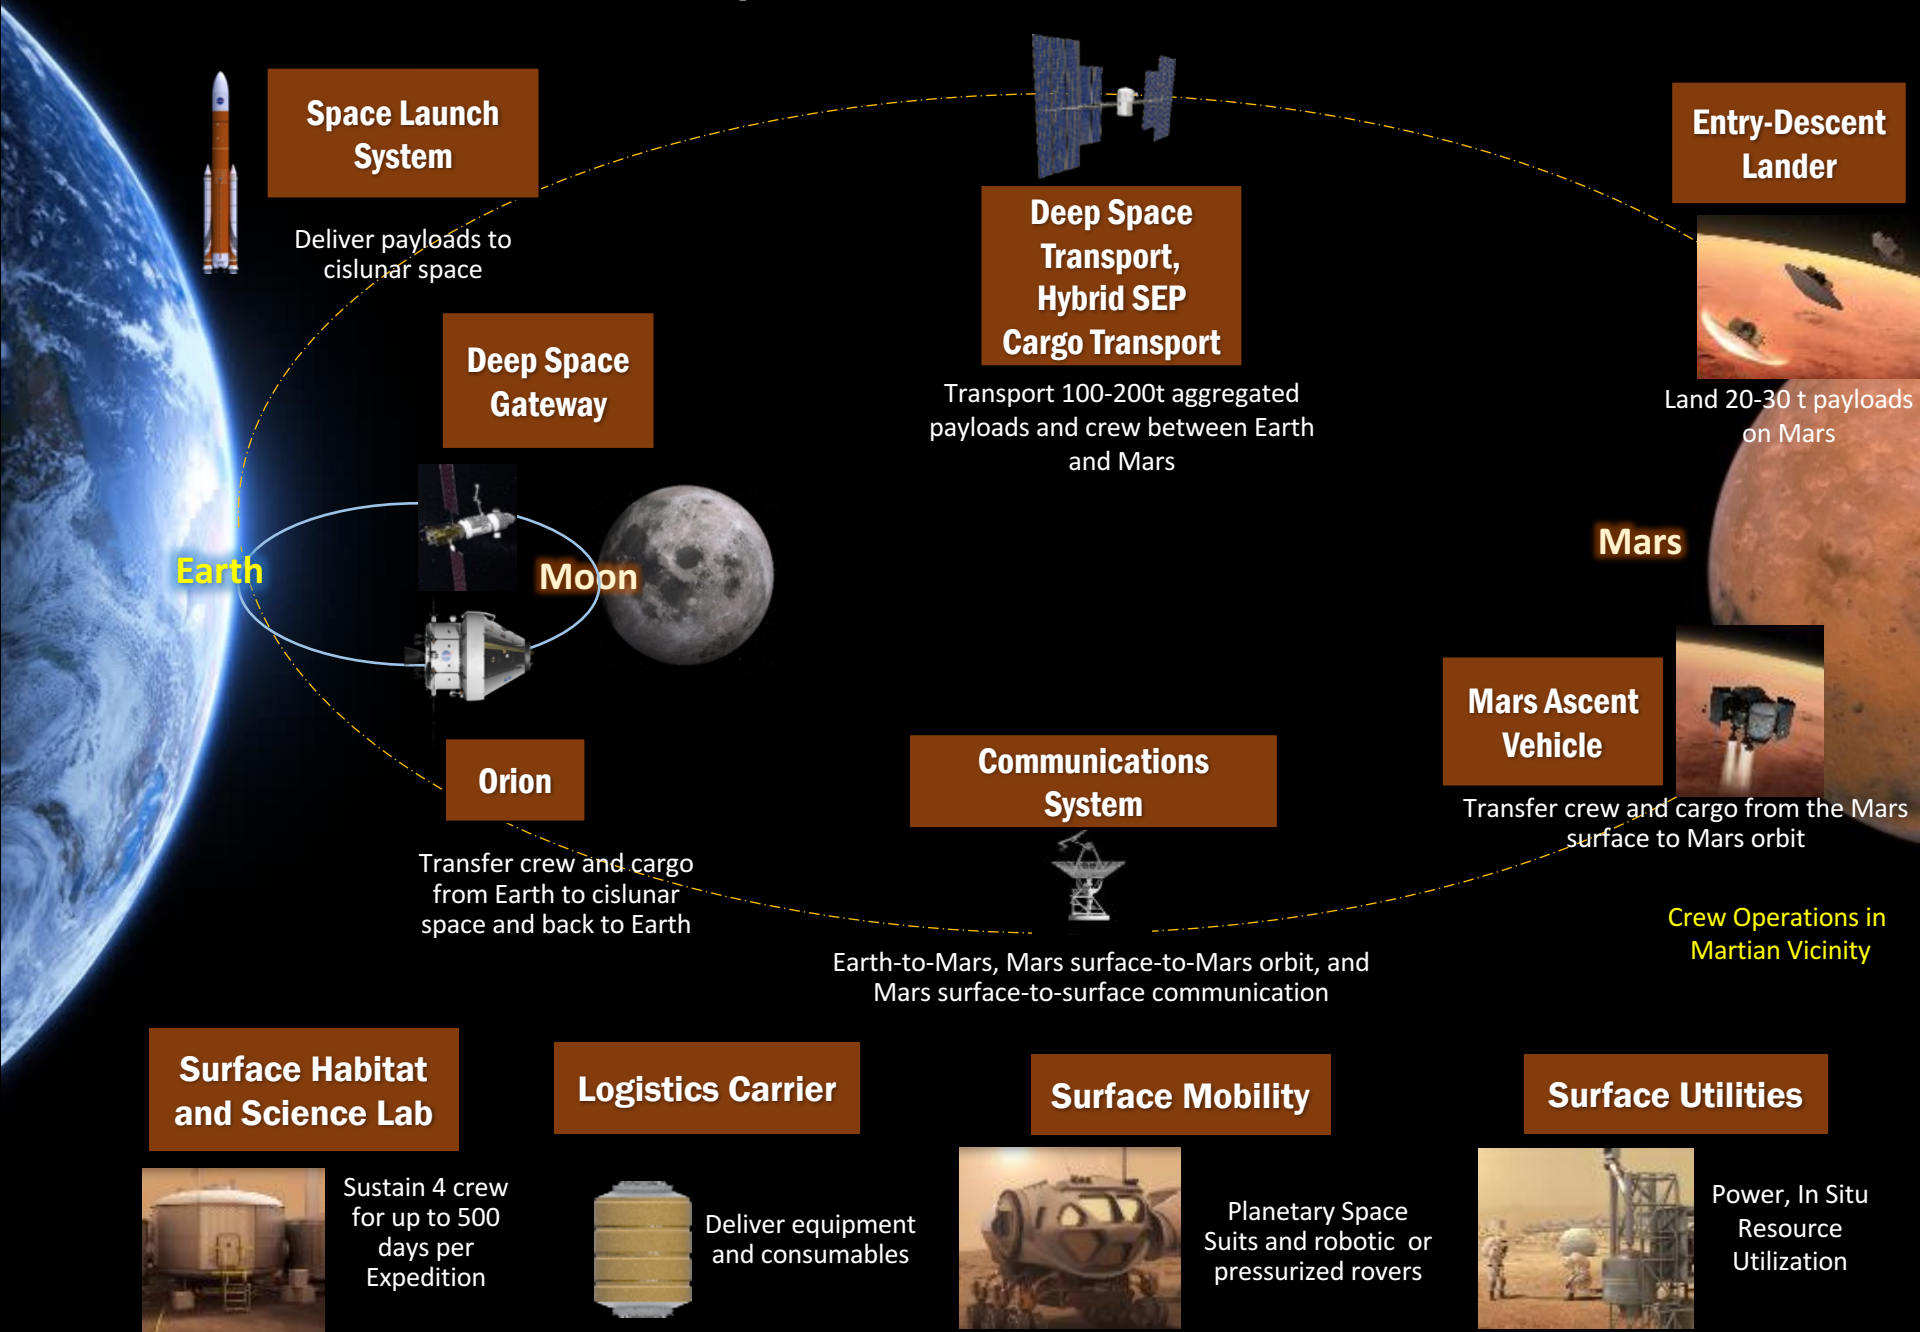 Space Launch
System
Deliver payloads to
cislunar space
Deep Space
Gateway
Deep Space
Transport,
Hybrid SEP
Cargo Transport
Transport 100-200t aggregated
payloads and crew between Earth
and Mars
Entry-Descent
Lander
Land 20-30 t payloads
on Mars
Earth
Moon
Mars
Orion
Transfer crew and cargo
from Earth to cislunar
space and back to Earth
Communications
System
Earth-to-Mars, Mars surface-to-Mars orbit, and
Mars surface-to-surface communication
Mars Ascent
Vehicle
Transfer crew and cargo from the Mars
surface to Mars orbit
Crew Operations in
Martian Vicinity
Surface Habitat
and Science Lab
Sustain 4 crew
for up to 500
days per
Expedition
Logistics Carrier
Deliver equipment
and consumables
Surface Mobility
Planetary Space
Suits and robotic or
pressurized rovers
Surface Utilities
Power, In Situ
Resource
Utilization